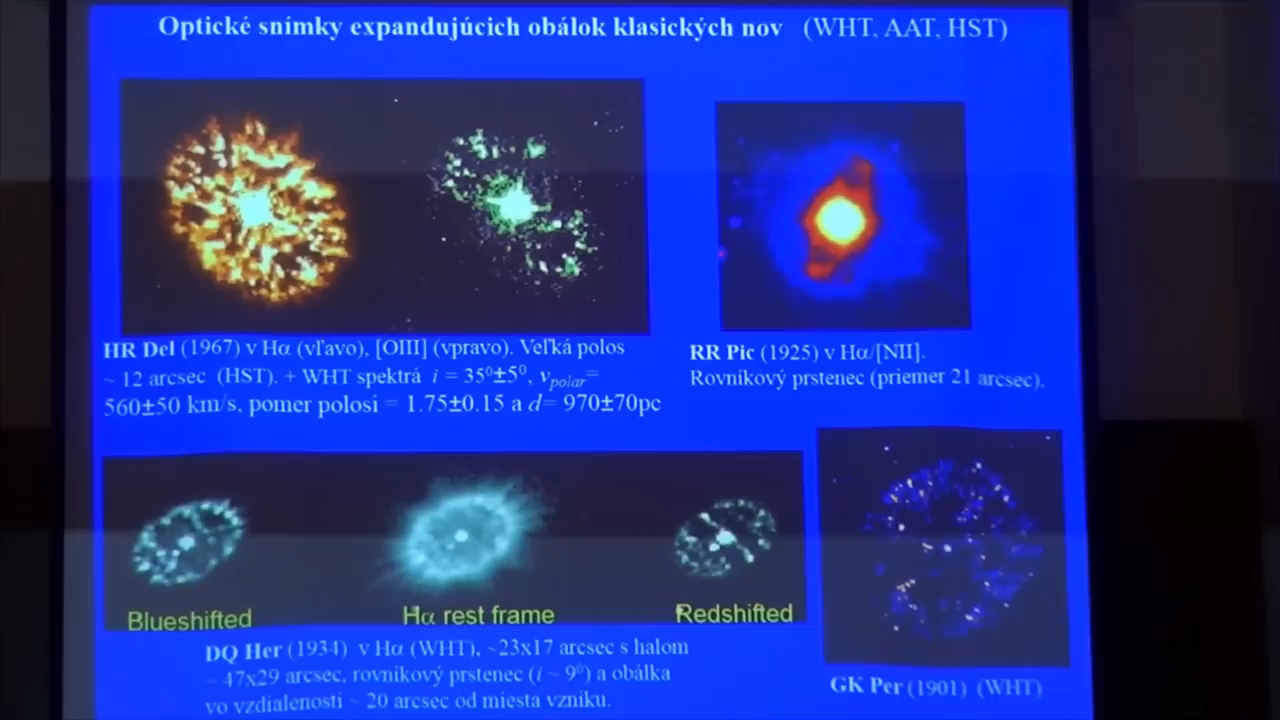 Optické snímky expandujúcich obálok klasických nov (WHT, AAT, HST)
HR Del (1967) v Hα (vľavo), [OIII] (vpravo). Veľká polos
~ 12 arcsec (HST). + WHT spektrá i = 35⁰±5⁰, vpolar=
560±50 km/s, pomer polosi = 1.75±0.15 a d= 970±70pc
RR Pic (1925) v Hα/[NII].
Rovníkový prstenec (priemer 21 arcsec).
Blueshifted
Hα rest frame
Redshifted
DQ Her (1934) v Hα (WHT), ~23x17 arcsec s halom
~ 47x29 arcsec, rovníkový prstenec (i ~ 9⁰) a obálka
vo vzdialenosti ~ 20 arcsec od miesta vzniku.
GK Per (1901) (WHT)